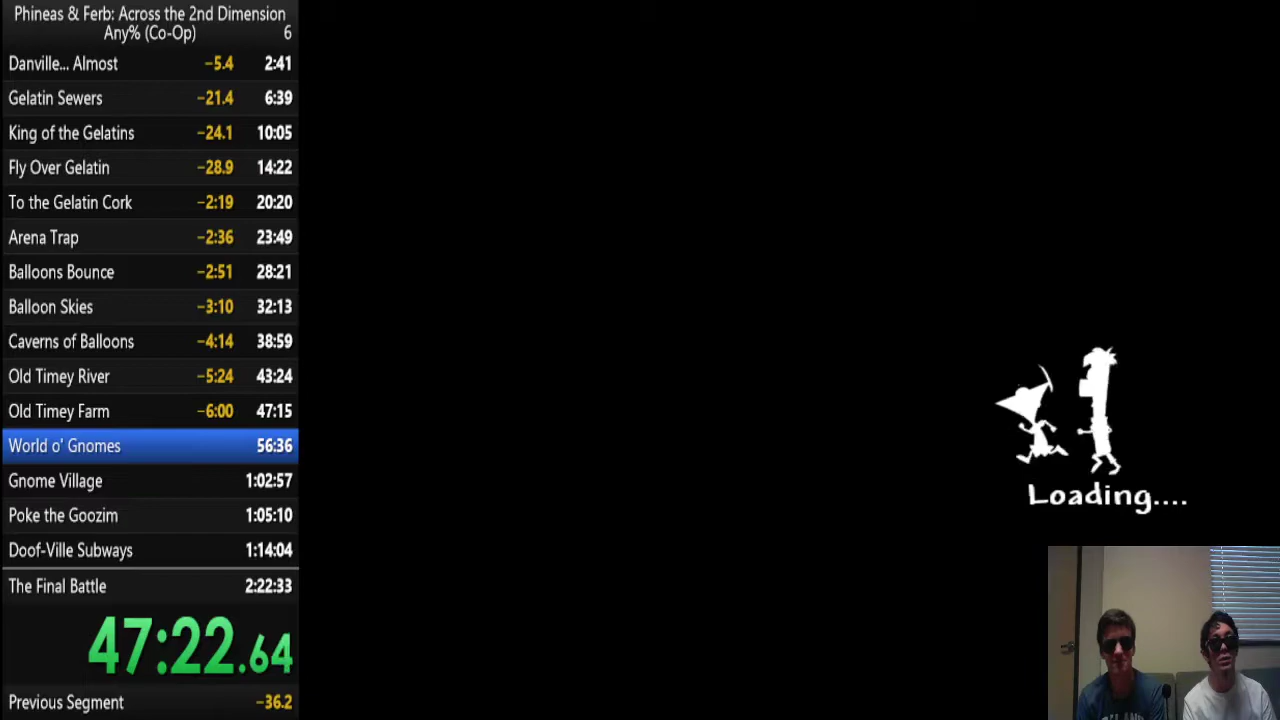 Phineas & Ferb: Across the 2nd Dimension
Any% (Co-Op) 6
Danville... Almost -5.4 2:41
Gelatin Sewers -21.4 6:39
King of the Gelatins -24.1 10:05
Fly Over Gelatin -28.9 14:22
To the Gelatin Cork -2:19 20:20
Arena Trap -2:36 23:49
Balloons Bounce -2:51 28:21
Balloon Skies -3:10 32:13
Caverns of Balloons -4:14 38:59
Old Timey River -5:24 43:24
Old Timey Farm -6:00 47:15
World o' Gnomes 56:36
Gnome Village 1:02:57
Poke the Goozim 1:05:10
Doof-Ville Subways 1:14:04
The Final Battle 2:22:33
47:22.64
Previous Segment -36.2
Loading....